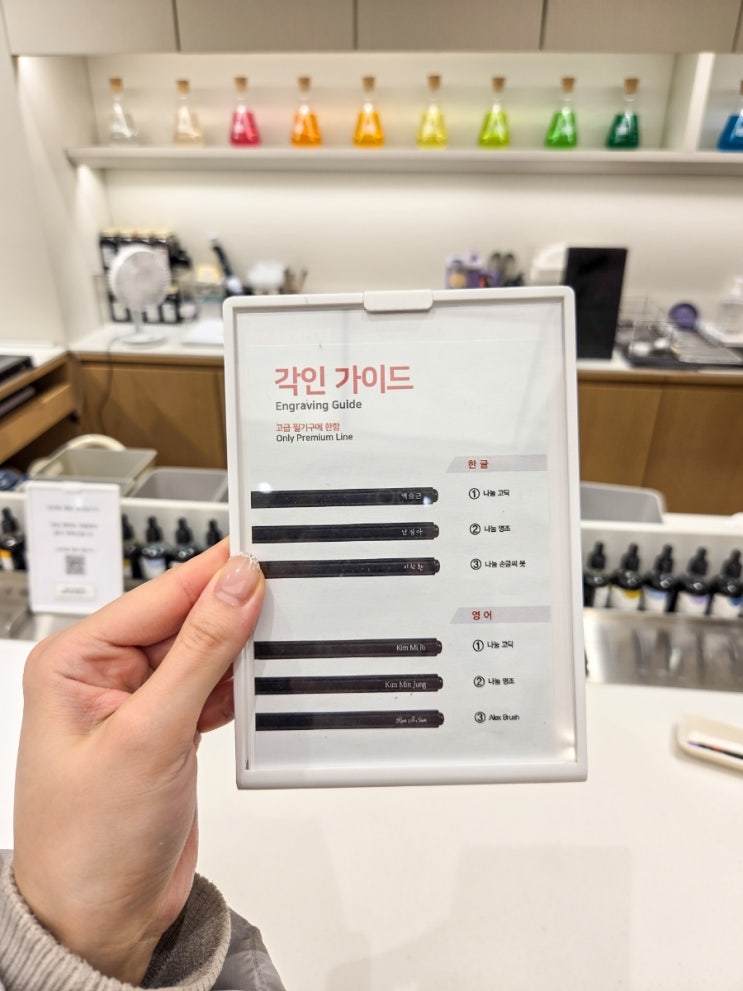 각인 가이드
Engraving Guide
고급 필기구에 한함
Only Premium Line
한글
① 나눔 고딕
② 나눔 명조
③ 나눔 손글씨 붓
영어
Kim Mi Ri
① 나눔 고딕
Kim Min Jung
② 나눔 명조
③ Alex Brush